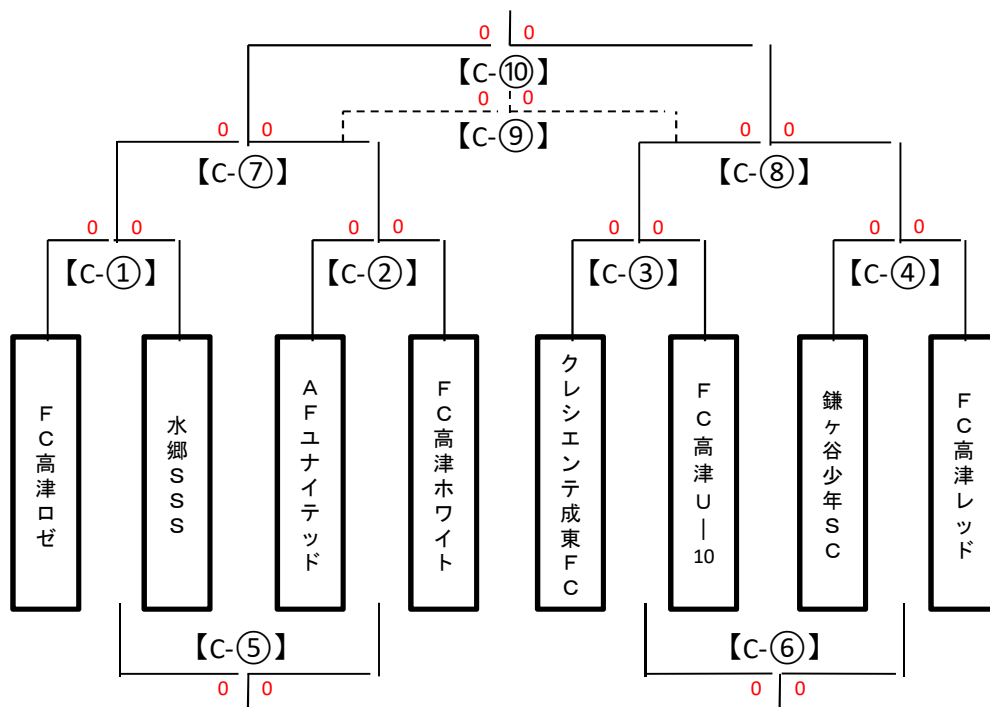 0 0
【C-⑩】
0 0
【C-⑨】
0 0
0 0
【C-⑦】
【C-⑧】
0 0
0 0
0 0
0 0
【C-①】
【C-②】
【C-③】
【C-④】
FC高津ロゼ
水郷SSS
AFユナイテッド
FC高津ホワイト
クレシエンテ成東FC
FC高津U｜10
鎌ヶ谷少年SC
FC高津レッド
【C-⑤】
【C-⑥】
0 0
0 0